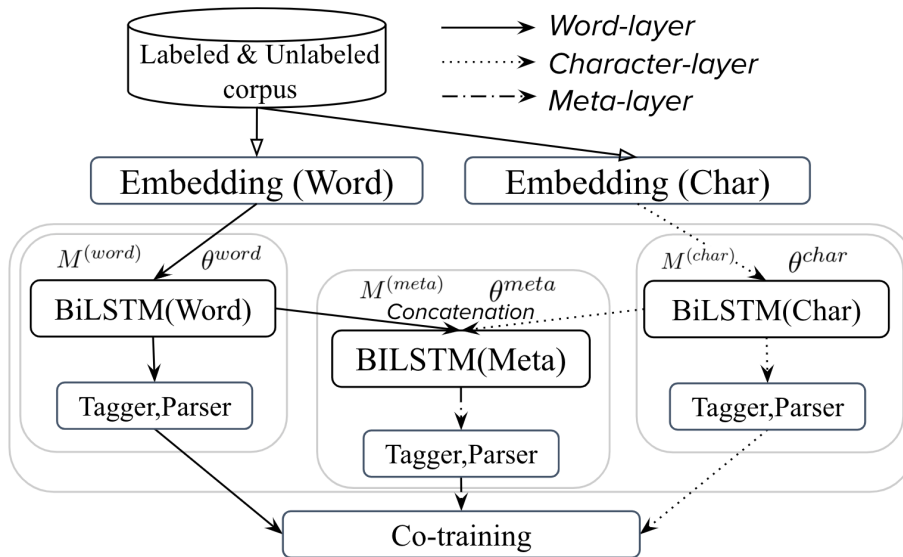 Labeled & Unlabeled
corpus
Word-layer
Character-layer
Meta-layer
Embedding (Word)
Embedding (Char)
M^{(word)} θ^{word}
BiLSTM(Word)
Tagger,Parser
M^{(meta)} θ^{meta}
Concatenation
BILSTM(Meta)
Tagger,Parser
M^{(char)} θ^{char}
BiLSTM(Char)
Tagger,Parser
Co-training